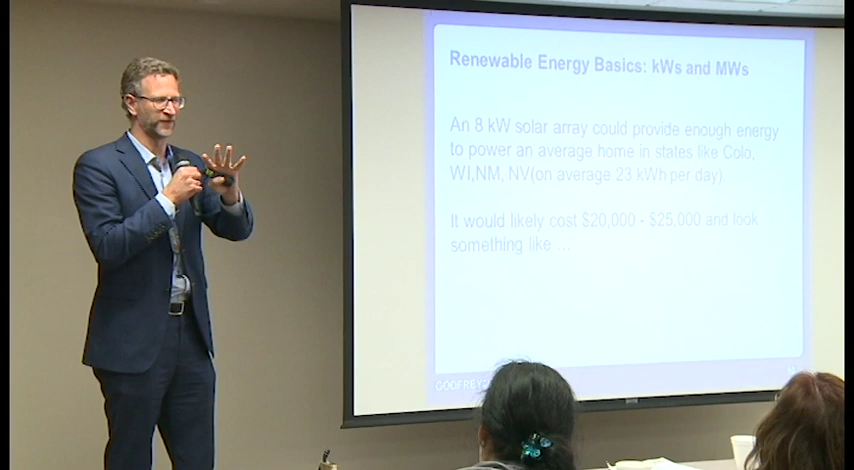 Renewable Energy Basics: kWs and MWs
An 8 kW solar array could provide enough energy
to power an average home in states like Colo,
WI,NM, NV(on average 23 kWh per day).
It would likely cost $20,000 - $25,000 and look
something like …
GODFREY